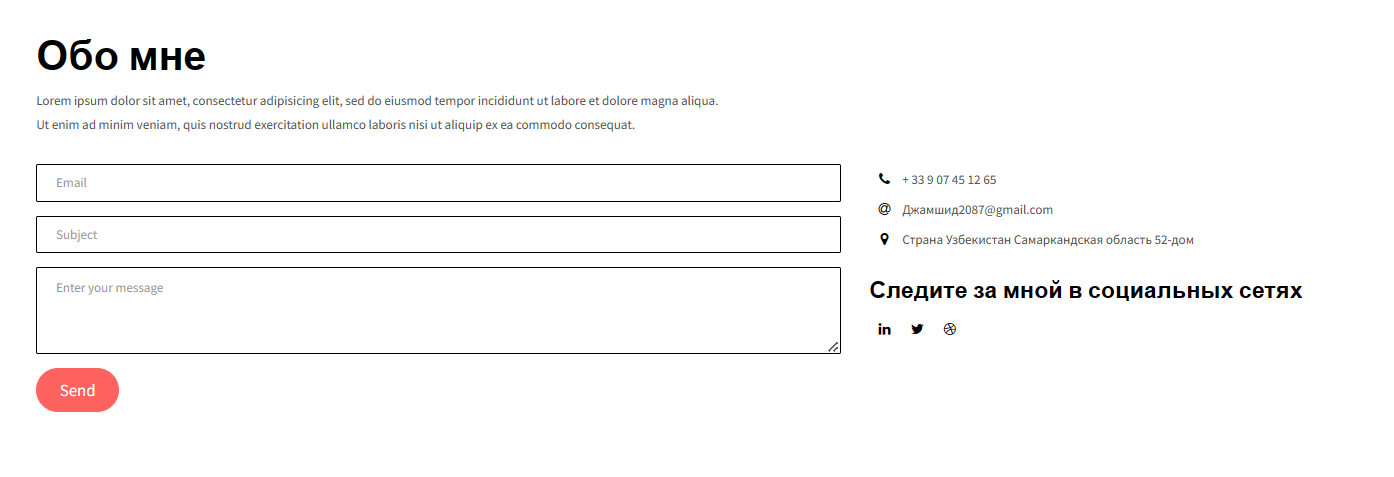 Обо мне
Lorem ipsum dolor sit amet, consectetur adipisicing elit, sed do eiusmod tempor incididunt ut labore et dolore magna aliqua.
Ut enim ad minim veniam, quis nostrud exercitation ullamco laboris nisi ut aliquip ex ea commodo consequat.
Email
Subject
Enter your message
Send
+ 33 9 07 45 12 65
Джамшид2087@gmail.com
Страна Узбекистан Самаркандская область 52-дом
Следите за мной в социальных сетях